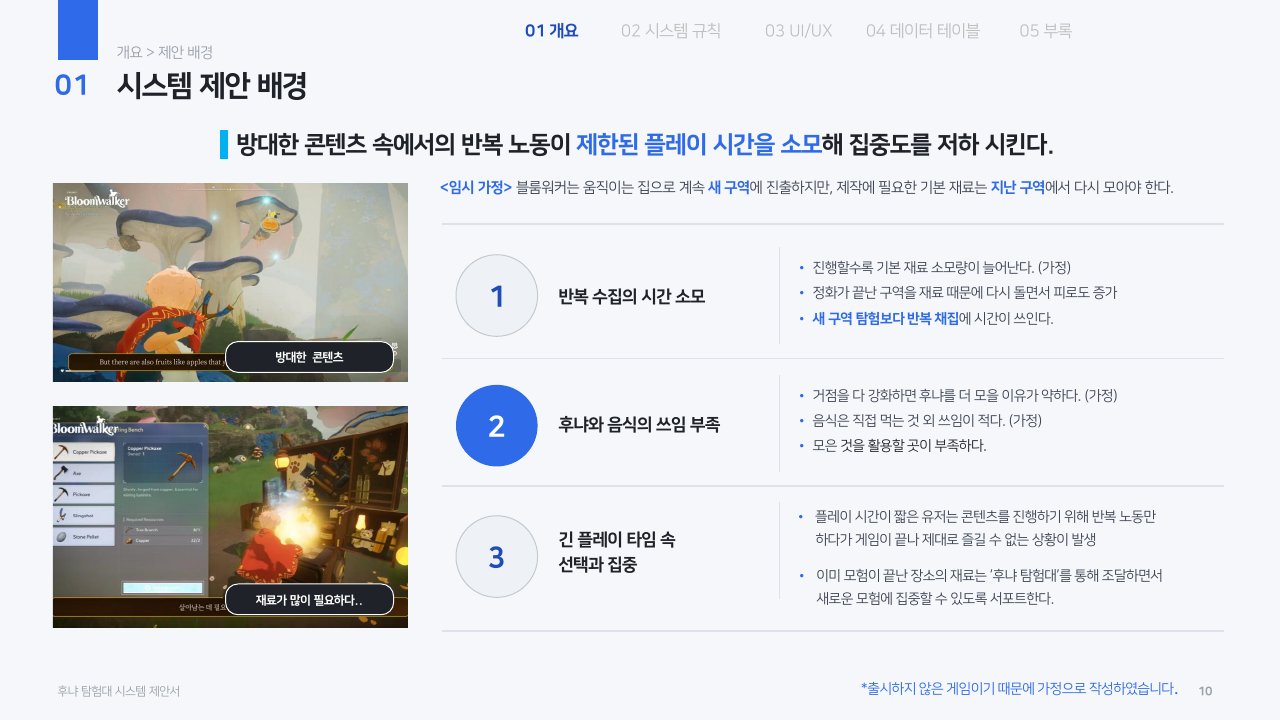 01 개요
02 시스템 규칙
03 UI/UX
04 데이터 테이블
05 부록
개요 > 제안 배경
01 시스템 제안 배경
방대한 콘텐츠 속에서의 반복 노동이 제한된 플레이 시간을 소모해 집중도를 저하 시킨다.
BloomWalker
But there are also fruits like apples that
방대한 콘텐츠
BloomWalker
Copper Pickaxe
Axe
Pickaxe
Slingshot
Stone Pellet
Copper Pickaxe
Required Resources
Tree Branch
Copper
재료가 많이 필요하다..
<임시 가정> 블룸워커는 움직이는 집으로 계속 새 구역에 진출하지만, 제작에 필요한 기본 재료는 지난 구역에서 다시 모아야 한다.
1
반복 수집의 시간 소모
• 진행할수록 기본 재료 소모량이 늘어난다. (가정)
• 정화가 끝난 구역을 재료 때문에 다시 돌면서 피로도 증가
• 새 구역 탐험보다 반복 채집에 시간이 쓰인다.
2
후냐와 음식의 쓰임 부족
• 거점을 다 강화하면 후냐를 더 모을 이유가 약하다. (가정)
• 음식은 직접 먹는 것 외 쓰임이 적다. (가정)
• 모은 것을 활용할 곳이 부족하다.
3
긴 플레이 타임 속
선택과 집중
• 플레이 시간이 짧은 유저는 콘텐츠를 진행하기 위해 반복 노동만
하다가 게임이 끝나 제대로 즐길 수 없는 상황이 발생
• 이미 모험이 끝난 장소의 재료는 ‘후냐 탐험대’를 통해 조달하면서
새로운 모험에 집중할 수 있도록 서포트한다.
후냐 탐험대 시스템 제안서
*출시하지 않은 게임이기 때문에 가정으로 작성하였습니다.
10